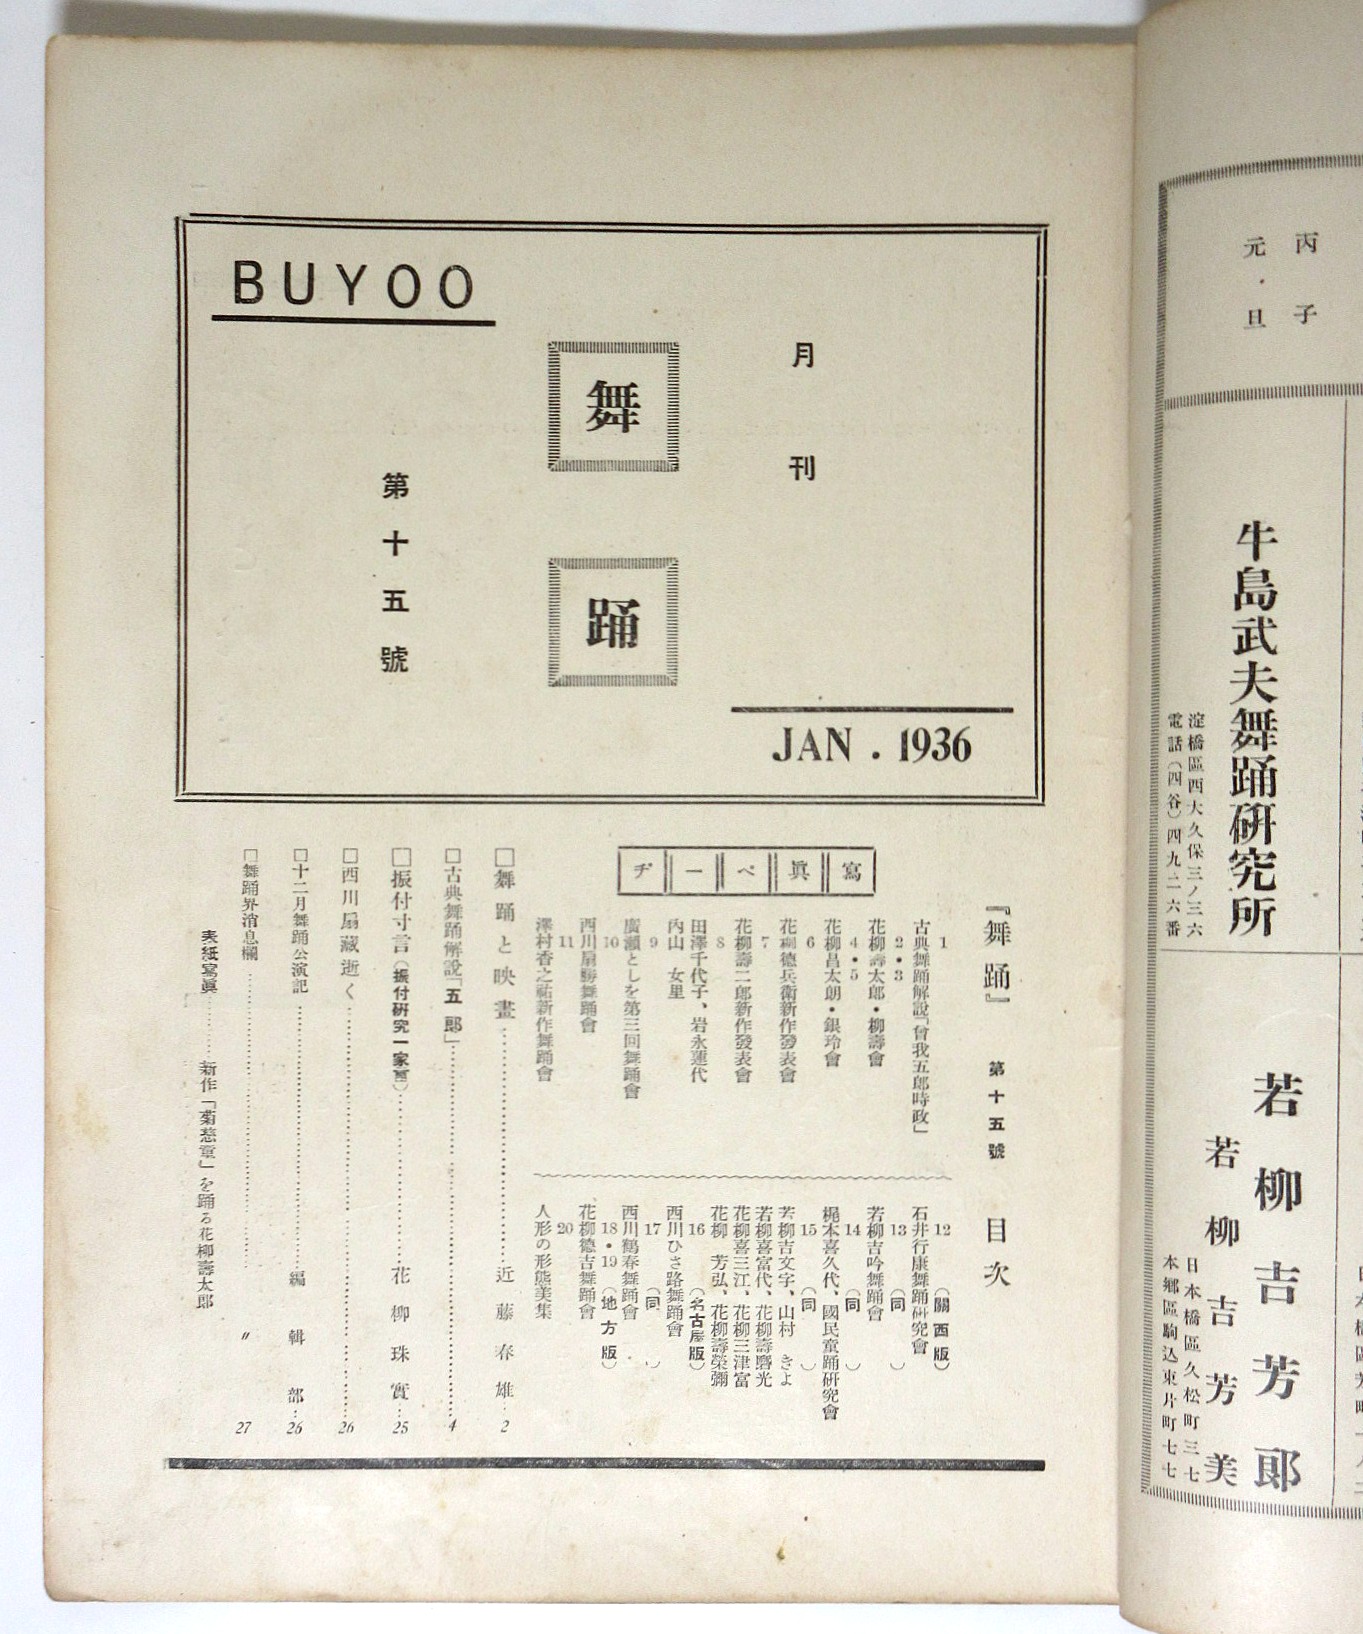 BUYOO
月刊
舞踊
第十五號
JAN . 1936
『舞踊』 第十五號 目次
寫眞ページ
1
古典舞踊解說「曾我五郎時政」
2・3
花柳壽太郎・柳壽會
4・5
花柳昌太朗・銀玲會
6
花柳德兵衛新作發表會
7
花柳壽二郎新作發表會
8
田澤千代子、岩永蓮代
內山 女里
9
廣瀨としを第三回舞踊會
10
西川扇勝舞踊會
11
澤村香之祐新作舞踊會
12 (關西版)
石井行康舞踊硏究會
13 (同 )
若柳吉吟舞踊會
14 (同 )
梶本喜久代、國民童踊硏究會
15 (同 )
若柳吉文字、山村 きよ
若柳喜富代、花柳壽磬光
花柳喜三江、花柳三津富
花柳 芳弘、花柳壽榮彌
16 (名古屋版)
西川ひさ路舞踊會
17 (同 )
西川鶴春舞踊會
18・19 (地方版)
花柳德吉舞踊會
20
人形の形態美集
□舞踊と映畫……近藤春雄…2
□古典舞踊解說「五郎」……4
□振付寸言(振付硏究一家言)……花柳珠實…25
□西川扇藏逝く……26
□十二月舞踊公演記……編輯部…26
□舞踊界消息欄……〃 27
表紙寫眞……新作「菊慈童」を踊る花柳壽太郎
丙子
元・旦
牛島武夫舞踊硏究所
淀橋區西大久保三ノ三六
電話(四谷)四九二六番
若柳吉芳郎
若柳吉芳美
日本橋區久松町三七
本鄉區駒込東片町七七